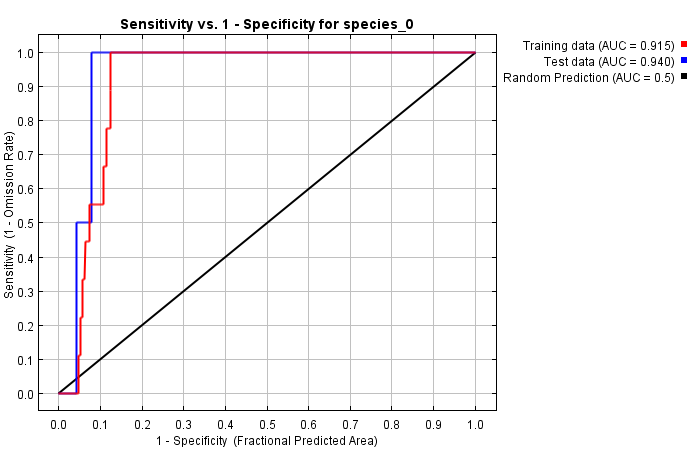 Sensitivity vs. 1 - Specificity for species_0
Training data (AUC = 0.915)
Test data (AUC = 0.940)
Random Prediction (AUC = 0.5)
Sensitivity (1 - Omission Rate)
1.0
0.9
0.8
0.7
0.6
0.5
0.4
0.3
0.2
0.1
0.0
0.0 0.1 0.2 0.3 0.4 0.5 0.6 0.7 0.8 0.9 1.0
1 - Specificity (Fractional Predicted Area)